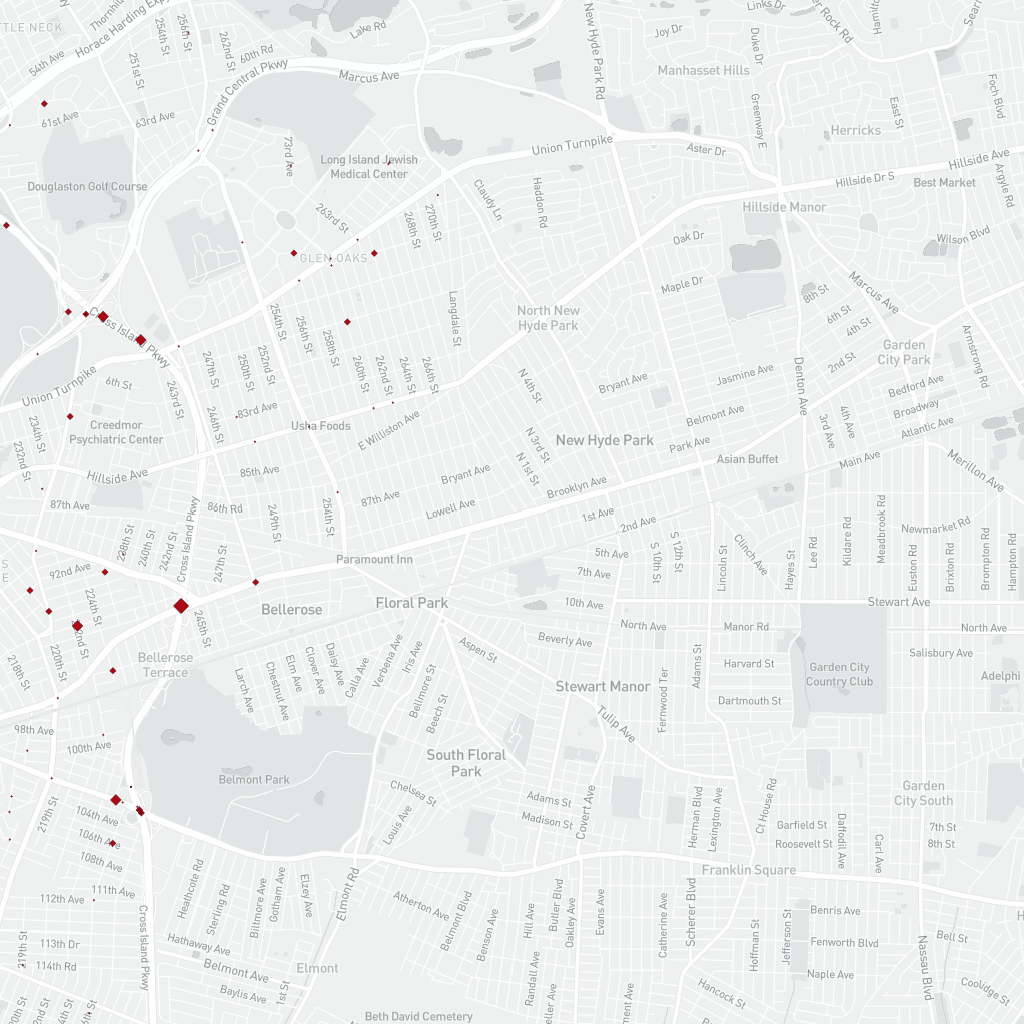 TTLE NECK
Horace Harding Expy
256th St
254th St
262nd St
60th Rd
Lake Rd
Links Dr
New Hyde Park Rd
Joy Dr
Duke Dr
54th Ave
251st St
Grand Central Pkwy
Marcus Ave
Manhasset Hills
Foch Blvd
61st Ave
63rd Ave
Greenway E
East St
Herricks
73rd Ave
Long Island Jewish
Medical Center
Union Turnpike
Aster Dr
Hillside Ave
Hillside Dr S
Best Market
Argyle Rd
Douglaston Golf Course
Claudy Ln
Haddon Rd
Hillside Manor
263rd St
268th St
270th St
Oak Dr
Wilson Blvd
GLEN OAKS
Maple Dr
8th St
Marcus Ave
Cross Island Pkwy
Langdale St
North New
Hyde Park
6th St
4th St
254th St
256th St
258th St
260th St
262nd St
264th St
266th St
Garden
City Park
Armstrong Rd
247th St
250th St
252nd St
2nd St
Union Turnpike
6th St
243rd St
N 4th St
Bryant Ave
Jasmine Ave
Denton Ave
Bedford Ave
Broadway
246th St
83rd Ave
Usha Foods
E Williston Ave
Belmont Ave
3rd Ave
4th Ave
Atlantic Ave
234th St
232nd St
Creedmor
Psychiatric Center
New Hyde Park
N 3rd St
N 1st St
Park Ave
Asian Buffet
Main Ave
Merillon Ave
Hillside Ave
85th Ave
Bryant Ave
Brooklyn Ave
87th Ave
86th Rd
87th Ave
Lowell Ave
1st Ave
2nd Ave
Cross Island Pkwy
249th St
254th St
Clinch Ave
Lee Rd
Kildare Rd
Meadbrook Rd
Newmarket Rd
238th St
240th St
242nd St
247th St
Paramount Inn
5th Ave
7th Ave
S 10th St
S 12th St
Lincoln St
Hayes St
Euston Rd
Brixton Rd
Brompton Rd
Hampton Rd
92nd Ave
224th St
Bellerose
Floral Park
10th Ave
Stewart Ave
222nd St
245th St
North Ave
Manor Rd
North Ave
220th St
218th St
Bellerose
Terrace
Beverly Ave
Aspen St
Harvard St
Garden City
Country Club
Salisbury Ave
Adelphi
Larch Ave
Chestnut Ave
Elm Ave
Clover Ave
Daisy Ave
Calla Ave
Verbena Ave
Iris Ave
Bellmore St
Beech St
Stewart Manor
Fernwood Ter
Adams St
Dartmouth St
Tulip Ave
98th Ave
100th Ave
South Floral
Park
Belmont Park
Chelsea St
Louis Ave
Adams St
Madison St
Covert Ave
Herman Blvd
Lexington Ave
Ct House Rd
Garden
City South
219th St
104th Ave
106th Ave
108th Ave
Garfield St
Roosevelt St
Daffodil Ave
Carl Ave
7th St
8th St
Franklin Square
111th Ave
112th Ave
Heathcote Rd
Sterling Rd
Biltmore Ave
Gotham Ave
Elzey Ave
Elmont Rd
Atherton Ave
Belmont Blvd
Benson Ave
Hill Ave
Butler Blvd
Oakley Ave
Evans Ave
Catherine Ave
Scherer Blvd
Hoffman St
Jefferson St
Benris Ave
Fenworth Blvd
Naple Ave
Nassau Blvd
Bell St
Coolidge St
Cross Island Pkwy
219th St
113th Dr
114th Rd
Hathaway Ave
Belmont Ave
Baylis Ave
1st St
Elmont
Beth David Cemetery
Randall Ave
Hancock St